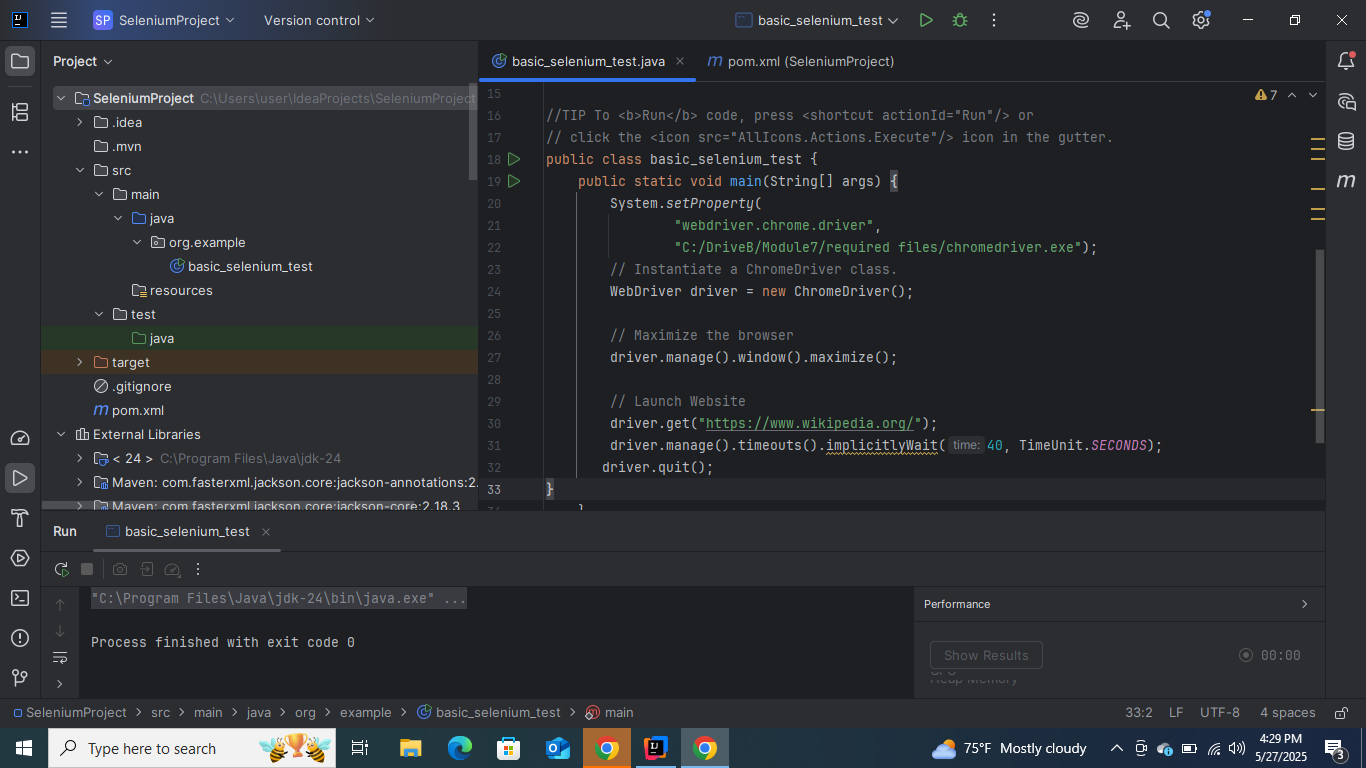 SP SeleniumProject Version control basic_selenium_test
Project
SeleniumProject C:\Users\user\IdeaProjects\SeleniumProject
.idea
.mvn
src
main
java
org.example
basic_selenium_test
resources
test
java
target
.gitignore
pom.xml
External Libraries
< 24 > C:\Program Files\Java\jdk-24
Maven: com.fasterxml.jackson.core:jackson-annotations:2.
Maven: com.fasterxml.jackson.core:jackson-core:2.18.3
basic_selenium_test.java pom.xml (SeleniumProject)
7
15
16 //TIP To <b>Run</b> code, press <shortcut actionId="Run"/> or
17 // click the <icon src="AllIcons.Actions.Execute"/> icon in the gutter.
18 public class basic_selenium_test {
19 public static void main(String[] args) {
20 System.setProperty(
21 "webdriver.chrome.driver",
22 "C:/DriveB/Module7/required files/chromedriver.exe");
23 // Instantiate a ChromeDriver class.
24 WebDriver driver = new ChromeDriver();
25
26 // Maximize the browser
27 driver.manage().window().maximize();
28
29 // Launch Website
30 driver.get("https://www.wikipedia.org/");
31 driver.manage().timeouts().implicitlyWait( time: 40, TimeUnit.SECONDS);
32 driver.quit();
33 }
34 }
Run basic_selenium_test
"C:\Program Files\Java\jdk-24\bin\java.exe" ...
Process finished with exit code 0
Performance
Show Results 00:00
CPU
Heap Memory
SeleniumProject > src > main > java > org > example > basic_selenium_test > main 33:2 LF UTF-8 4 spaces
Type here to search
75°F Mostly cloudy
4:29 PM
5/27/2025
3